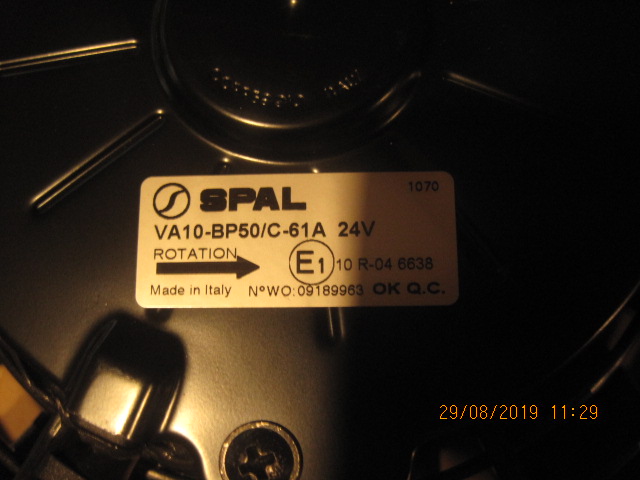 SPAL
1070
VA10-BP50/C-61A 24V
ROTATION
E1 10 R-04 6638
Made in Italy N°WO:09189963 OK Q.C.
29/08/2019 11:29